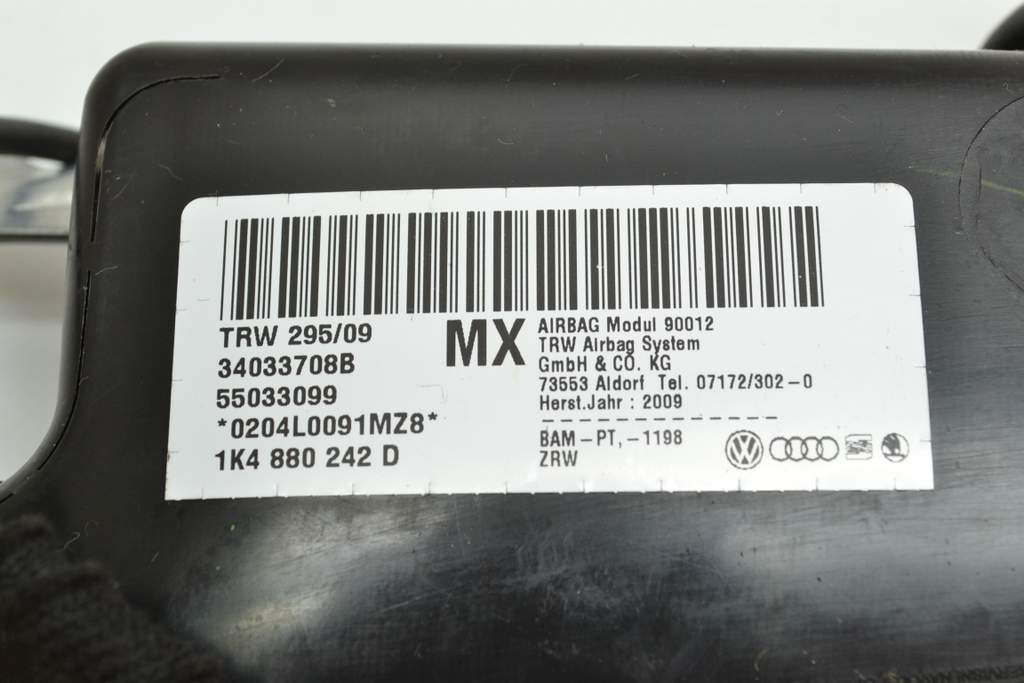 TRW 295/09
34033708B
55033099
*0204L0091MZ8*
1K4 880 242 D
MX
AIRBAG Modul 90012
TRW Airbag System
GmbH & CO. KG
73553 Aldorf Tel. 07172/302-0
Herst.Jahr : 2009
BAM-PT,-1198
ZRW